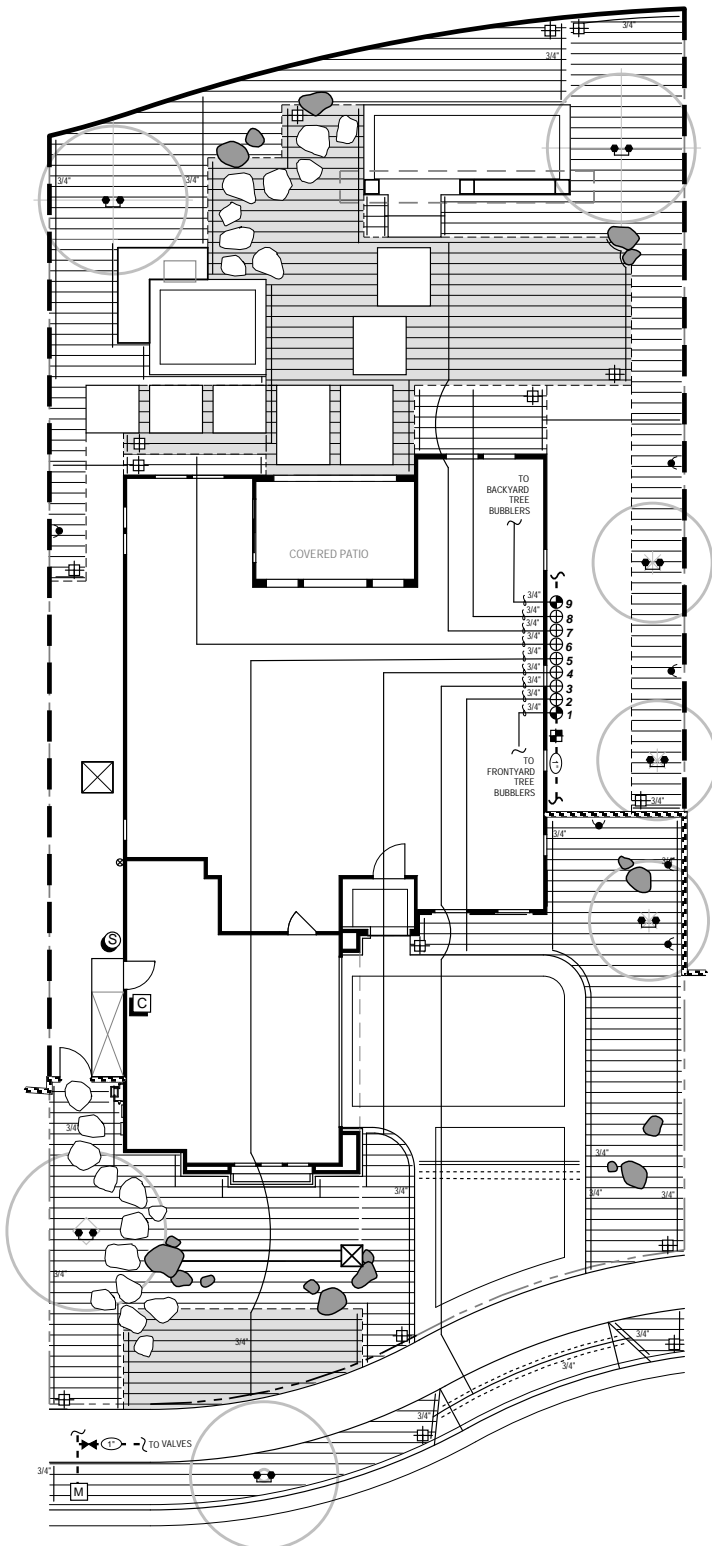 3/4"
3/4"
3/4"
3/4"
TO
BACKYARD
TREE
BUBBLERS
COVERED PATIO
3/4" 9
3/4" 8
3/4" 7
3/4" 6
3/4" 5
3/4" 4
3/4" 3
3/4" 2
3/4" 1
TO
FRONTYARD
TREE
BUBBLERS
1"
3/4"
3/4"
3/4"
S
C
3/4"
3/4"
3/4"
3/4"
3/4"
3/4"
3/4"
3/4"
3/4"
3/4"
1" TO VALVES
3/4"
M